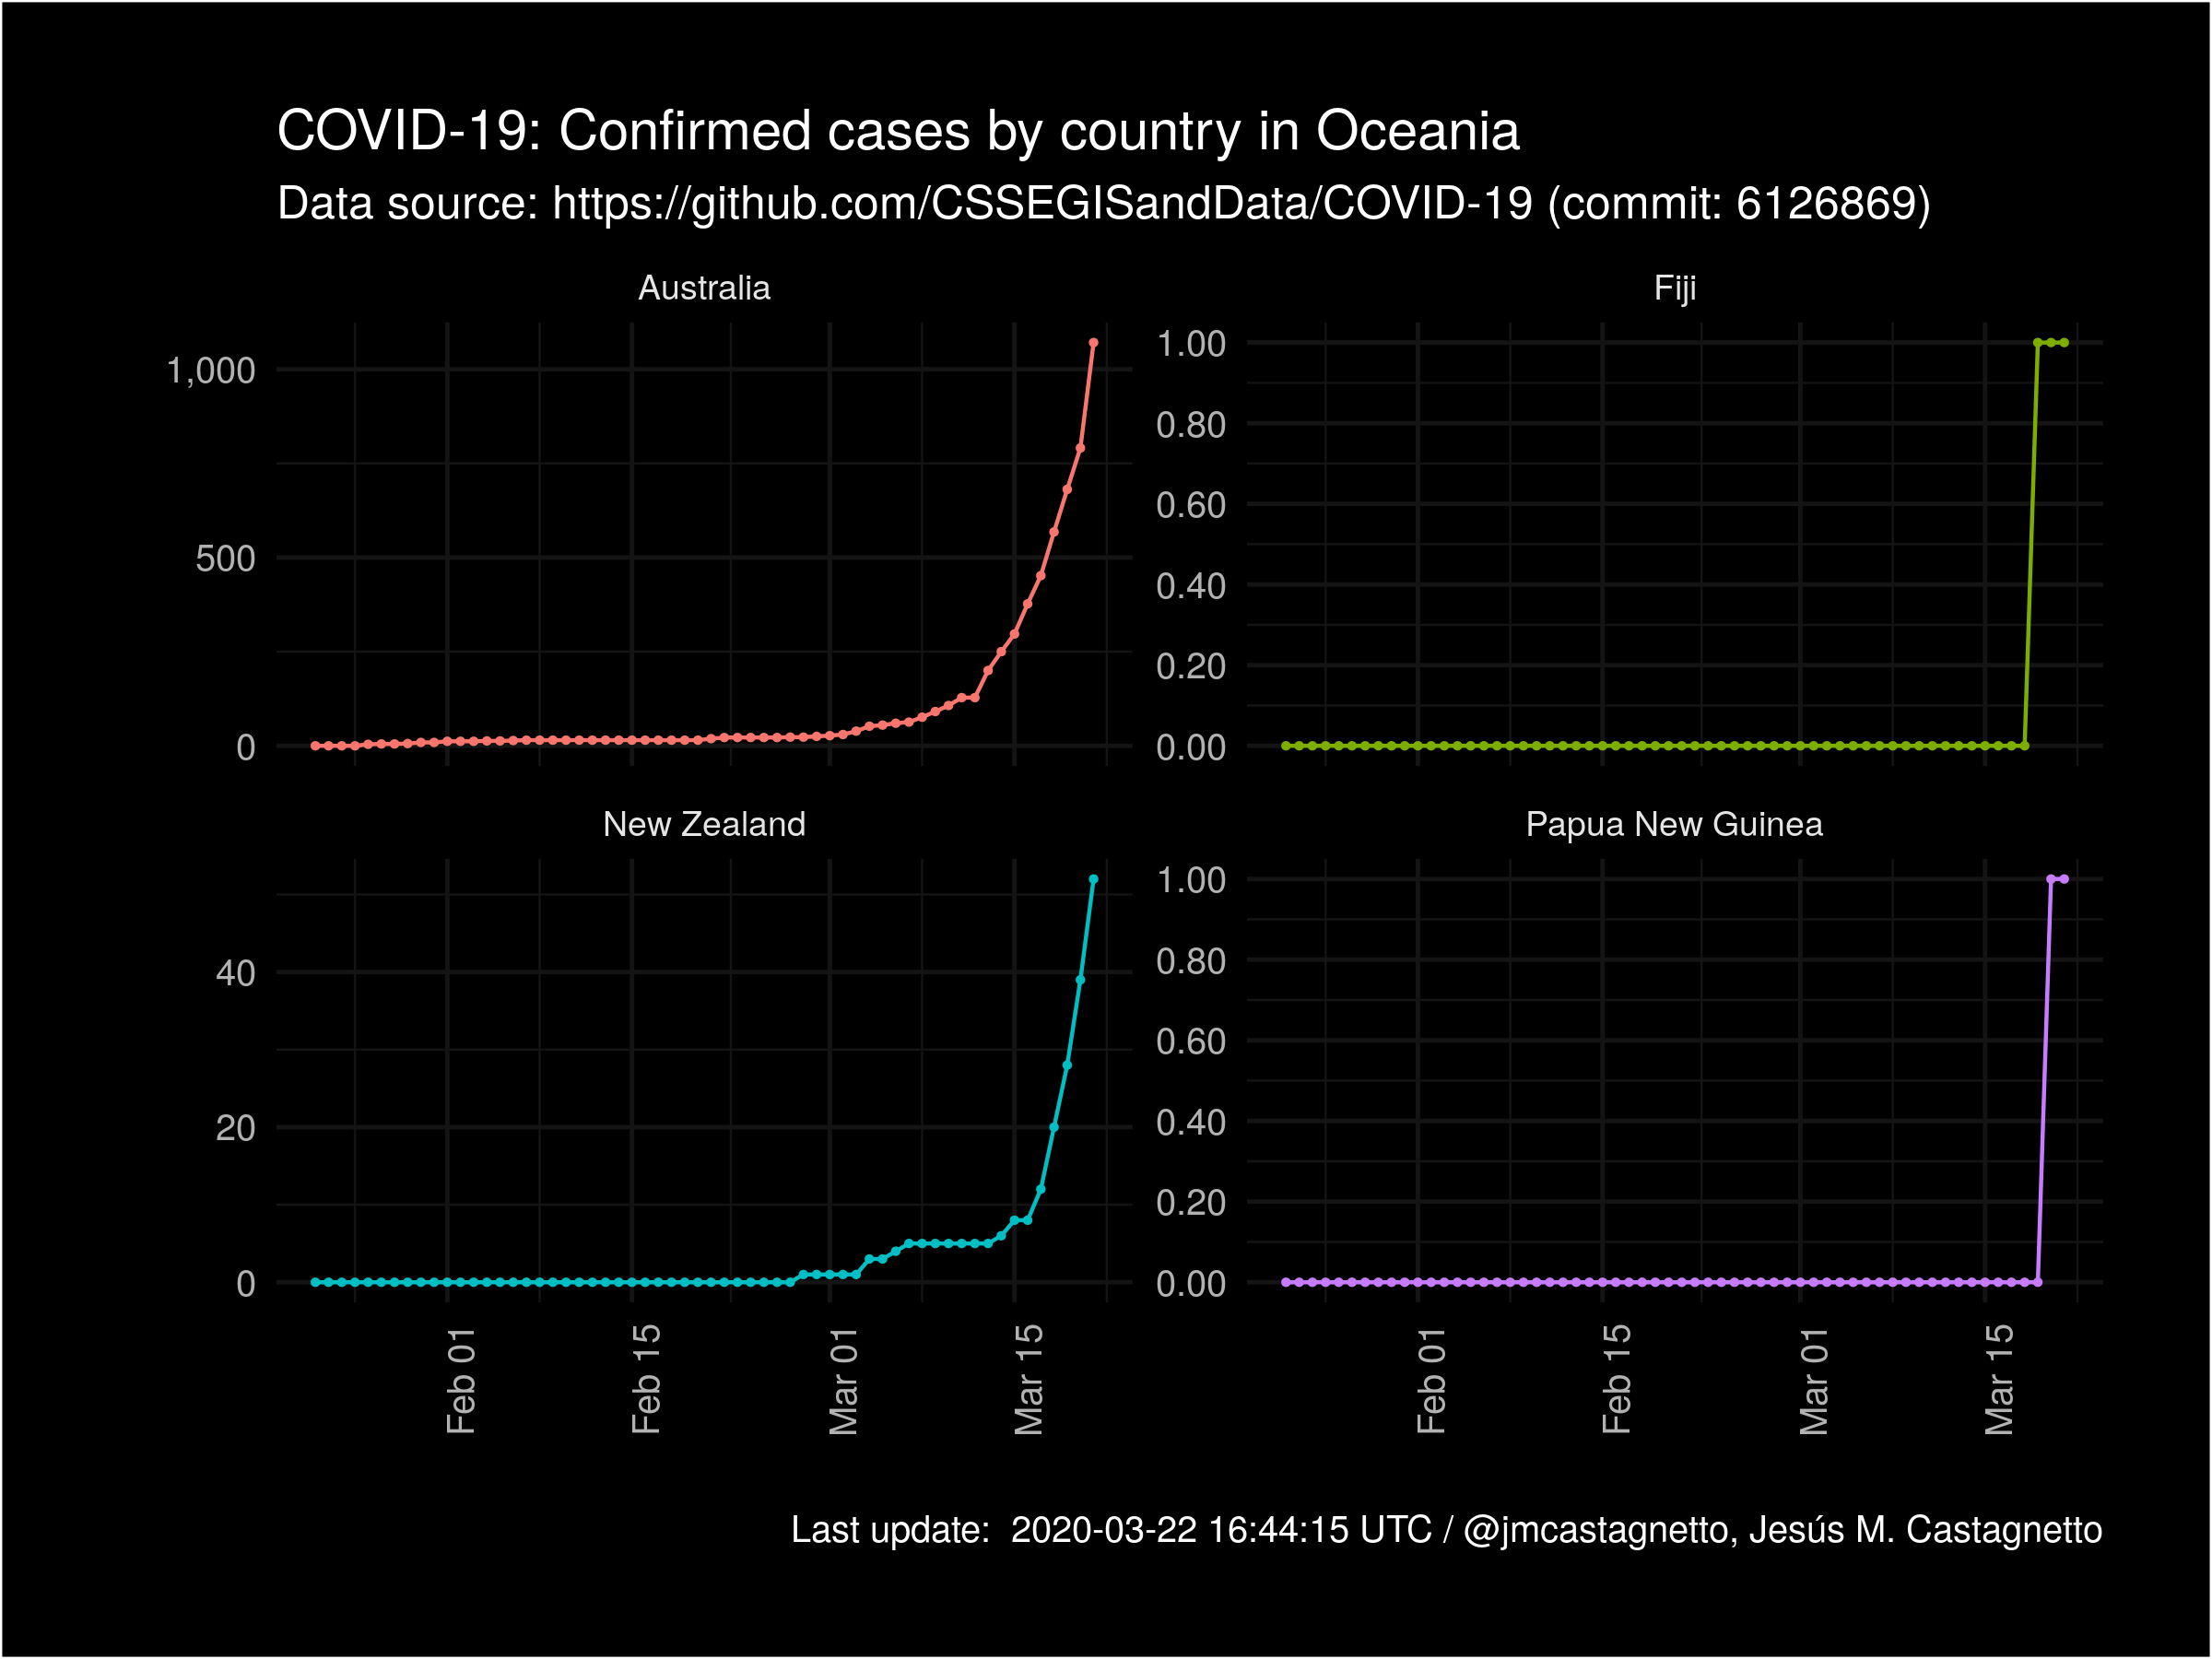 COVID-19: Confirmed cases by country in Oceania
Data source: https://github.com/CSSEGISandData/COVID-19 (commit: 6126869)
Australia
1,000
500
0
Fiji
1.00
0.80
0.60
0.40
0.20
0.00
New Zealand
40
20
0
Feb 01
Feb 15
Mar 01
Mar 15
Papua New Guinea
1.00
0.80
0.60
0.40
0.20
0.00
Feb 01
Feb 15
Mar 01
Mar 15
Last update:  2020-03-22 16:44:15 UTC / @jmcastagnetto, Jesús M. Castagnetto